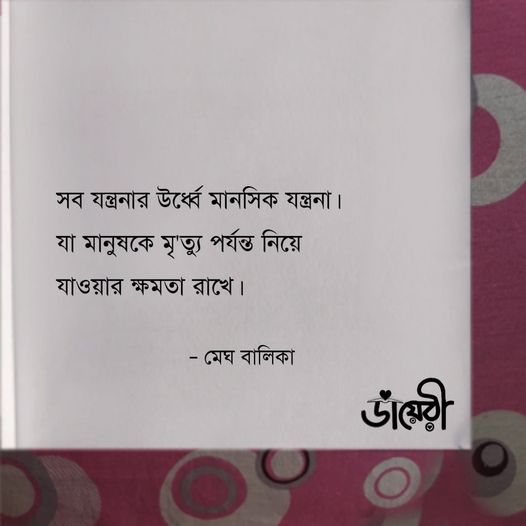 সব যন্ত্রনার উর্ধ্বে মানসিক যন্ত্রনা।
যা মানুষকে মৃ'ত্যু পর্যন্ত নিয়ে
যাওয়ার ক্ষমতা রাখে।
- মেঘ বালিকা
ডায়েরী